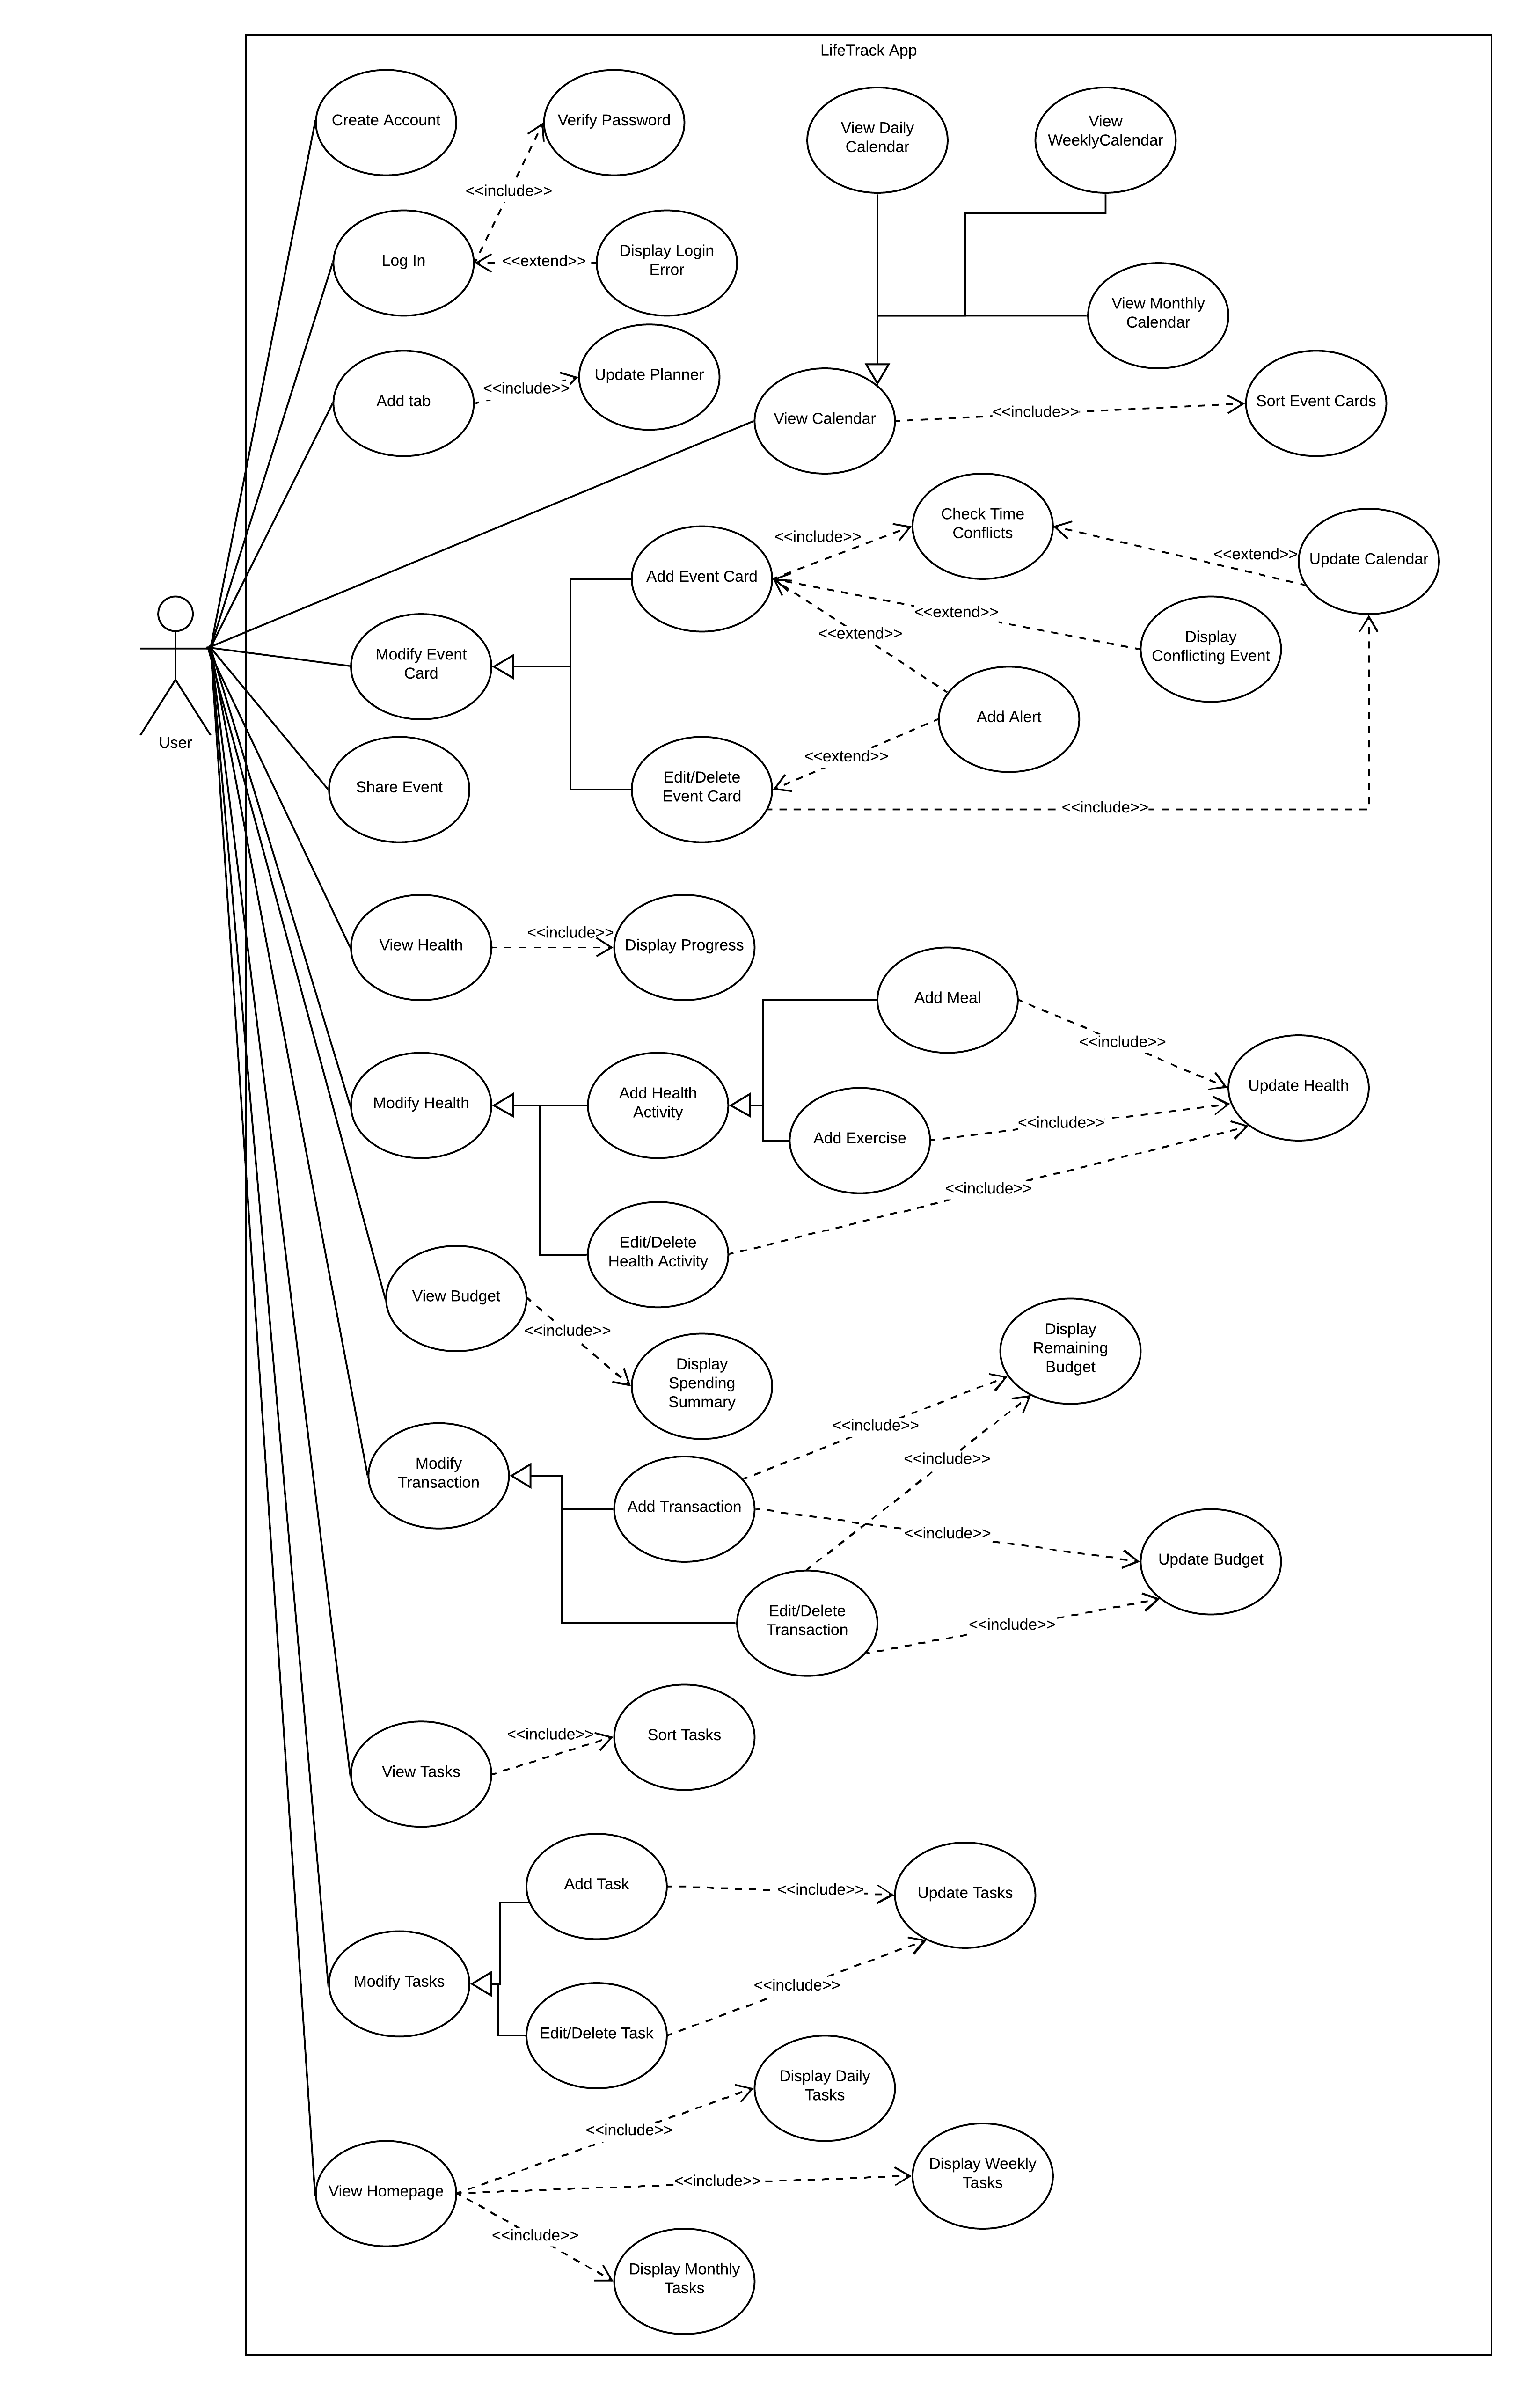 LifeTrack App
Create Account
Verify Password
View Daily
Calendar
View
WeeklyCalendar
<<include>>
Log In
<<extend>>
Display Login
Error
View Monthly
Calendar
Add tab
<<include>>
Update Planner
View Calendar
<<include>>
Sort Event Cards
Add Event Card
<<include>>
Check Time
Conflicts
<<extend>>
Update Calendar
<<extend>>
Display
Conflicting Event
<<extend>>
Modify Event
Card
Add Alert
User
<<extend>>
Share Event
Edit/Delete
Event Card
<<include>>
View Health
<<include>>
Display Progress
Add Meal
<<include>>
Update Health
Modify Health
Add Health
Activity
Add Exercise
<<include>>
<<include>>
Edit/Delete
Health Activity
View Budget
<<include>>
Display
Spending
Summary
Display
Remaining
Budget
<<include>>
<<include>>
Modify
Transaction
Add Transaction
<<include>>
Update Budget
Edit/Delete
Transaction
<<include>>
View Tasks
<<include>>
Sort Tasks
Add Task
<<include>>
Update Tasks
Modify Tasks
<<include>>
Edit/Delete Task
Display Daily
Tasks
<<include>>
View Homepage
<<include>>
Display Weekly
Tasks
<<include>>
Display Monthly
Tasks